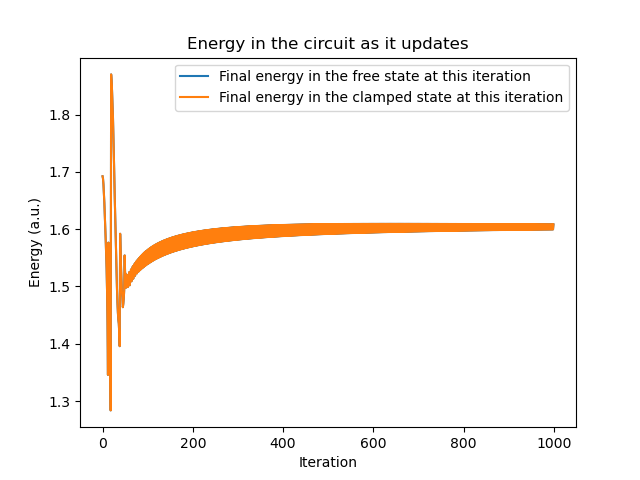 Energy in the circuit as it updates
Final energy in the free state at this iteration
Final energy in the clamped state at this iteration
Energy (a.u.)
1.8
1.7
1.6
1.5
1.4
1.3
0 200 400 600 800 1000
Iteration